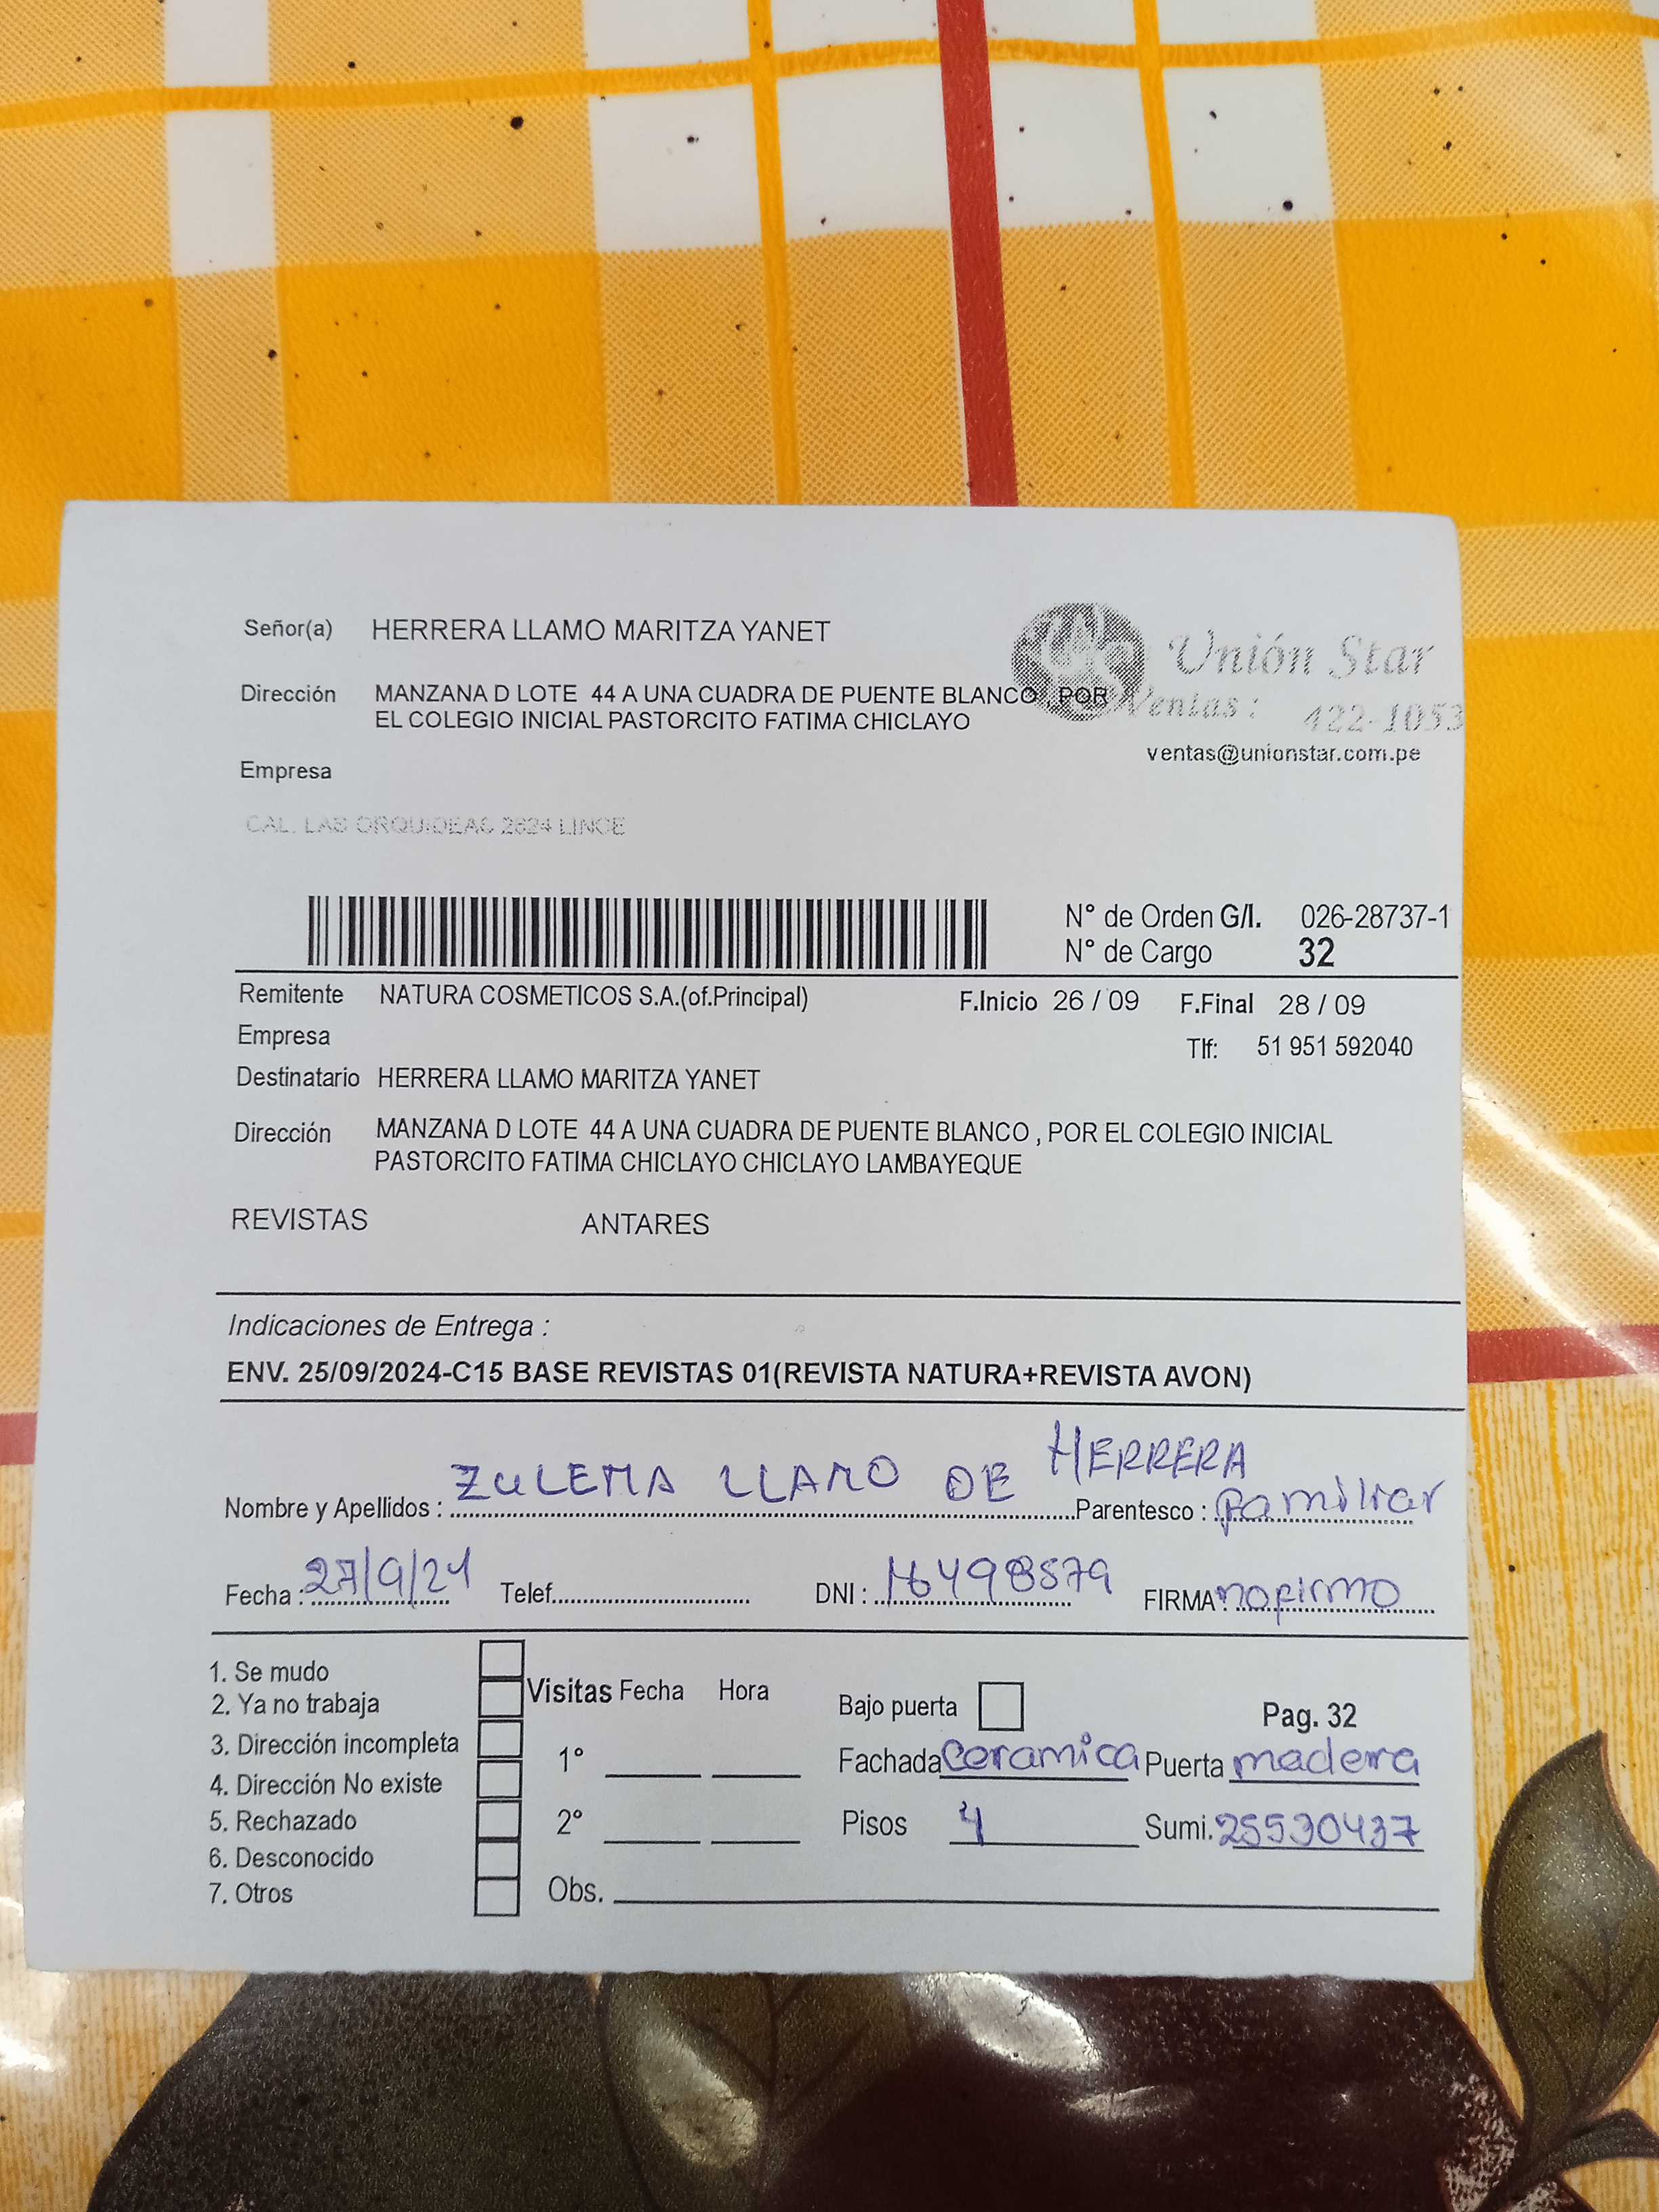 Señor(a) HERRERA LLAMO MARITZA YANET
Unión Star
Dirección MANZANA D LOTE 44 A UNA CUADRA DE PUENTE BLANCO , POR
EL COLEGIO INICIAL PASTORCITO FATIMA CHICLAYO
Ventas : 422-1053
ventas@unionstar.com.pe
Empresa
CAL. LAS ORQUIDEAS 2624 LINCE
N° de Orden G/I. 026-28737-1
N° de Cargo 32
Remitente NATURA COSMETICOS S.A.(of.Principal) F.Inicio 26 / 09 F.Final 28 / 09
Empresa
Tlf: 51 951 592040
Destinatario HERRERA LLAMO MARITZA YANET
Dirección MANZANA D LOTE 44 A UNA CUADRA DE PUENTE BLANCO , POR EL COLEGIO INICIAL
PASTORCITO FATIMA CHICLAYO CHICLAYO LAMBAYEQUE
REVISTAS ANTARES
Indicaciones de Entrega :
ENV. 25/09/2024-C15 BASE REVISTAS 01(REVISTA NATURA+REVISTA AVON)
Nombre y Apellidos : ZULEMA LLAMO DE HERRERA Parentesco : familiar
Fecha : 27/9/24 Telef. DNI : 16498579 FIRMA : no firmo
1. Se mudo
2. Ya no trabaja
3. Dirección incompleta
4. Dirección No existe
5. Rechazado
6. Desconocido
7. Otros
Visitas Fecha Hora
1°
2°
Obs.
Bajo puerta
Pag. 32
Fachada ceramica Puerta madera
Pisos 4 Sumi. 25530437